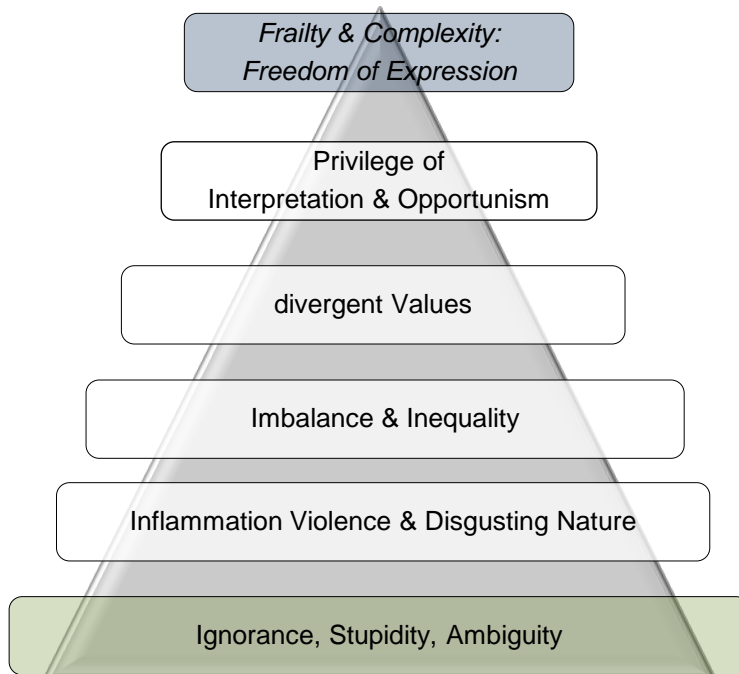 Frailty & Complexity:
Freedom of Expression
Privilege of
Interpretation & Opportunism
divergent Values
Imbalance & Inequality
Inflammation Violence & Disgusting Nature
Ignorance, Stupidity, Ambiguity